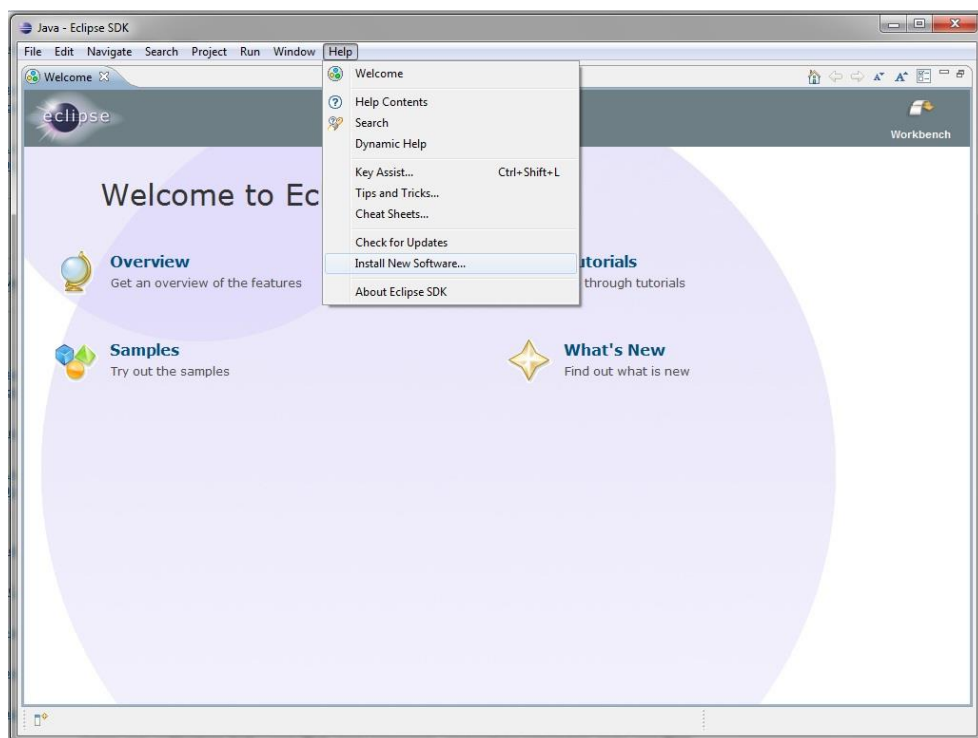 Java - Eclipse SDK
File Edit Navigate Search Project Run Window Help
Welcome
eclipse
Workbench
Welcome
Help Contents
Search
Dynamic Help
Key Assist... Ctrl+Shift+L
Tips and Tricks...
Cheat Sheets...
Check for Updates
Install New Software...
About Eclipse SDK
Welcome to Ec
Overview
Get an overview of the features
utorials
through tutorials
Samples
Try out the samples
What's New
Find out what is new